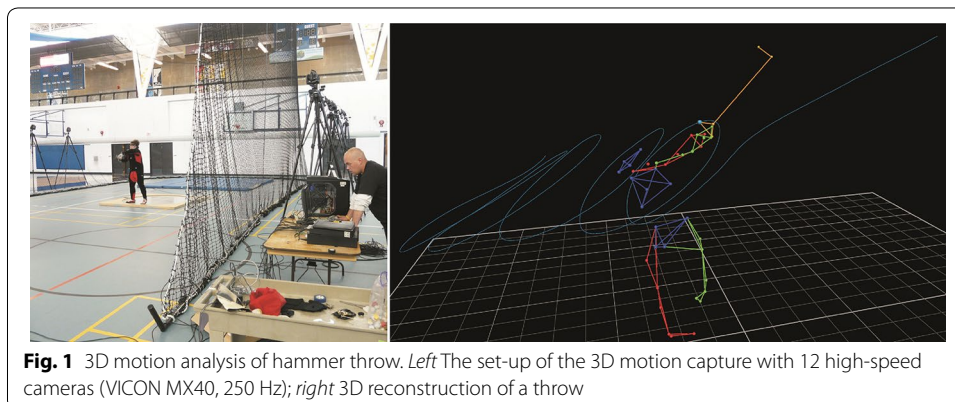 Fig. 1 3D motion analysis of hammer throw. Left The set-up of the 3D motion capture with 12 high-speed
cameras (VICON MX40, 250 Hz); right 3D reconstruction of a throw